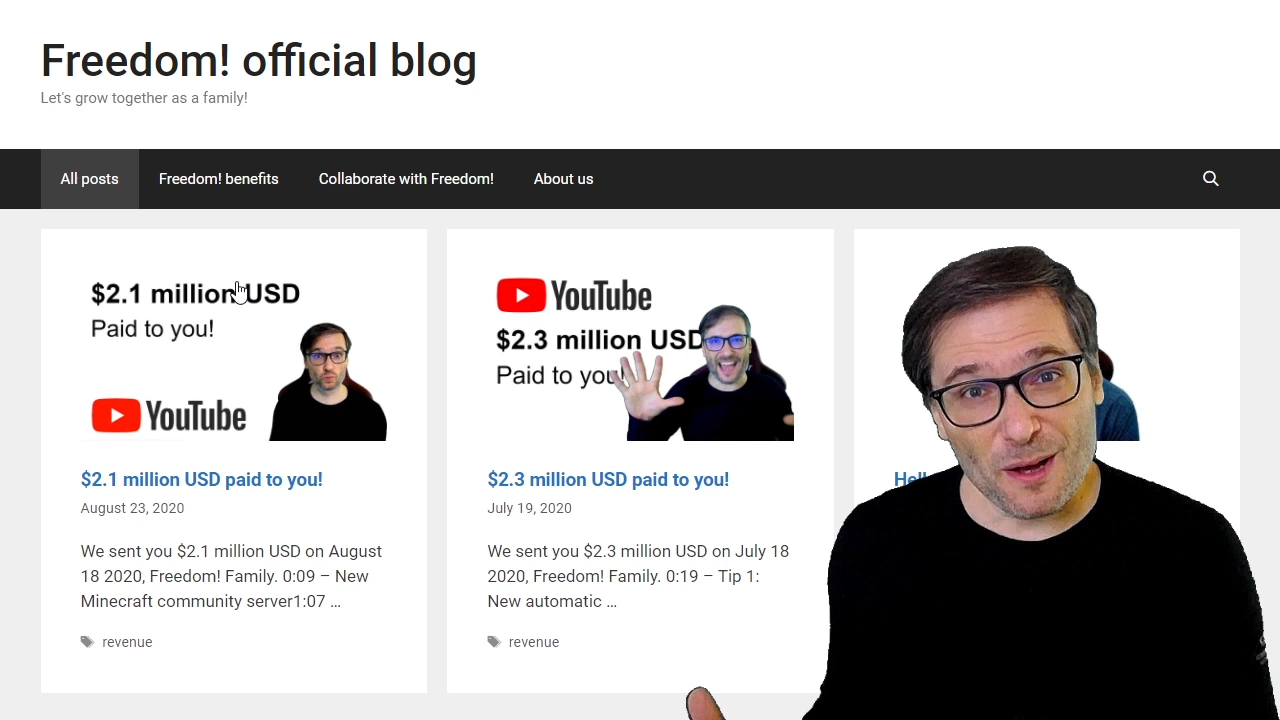 Freedom! official blog
Let's grow together as a family!
All posts
Freedom! benefits
Collaborate with Freedom!
About us
$2.1 million USD
Paid to you!
YouTube
$2.1 million USD paid to you!
August 23, 2020
We sent you $2.1 million USD on August
18 2020, Freedom! Family. 0:09 – New
Minecraft community server1:07 ...
revenue
YouTube
$2.3 million USD
Paid to you!
$2.3 million USD paid to you!
July 19, 2020
We sent you $2.3 million USD on July 18
2020, Freedom! Family. 0:19 – Tip 1:
New automatic ...
revenue